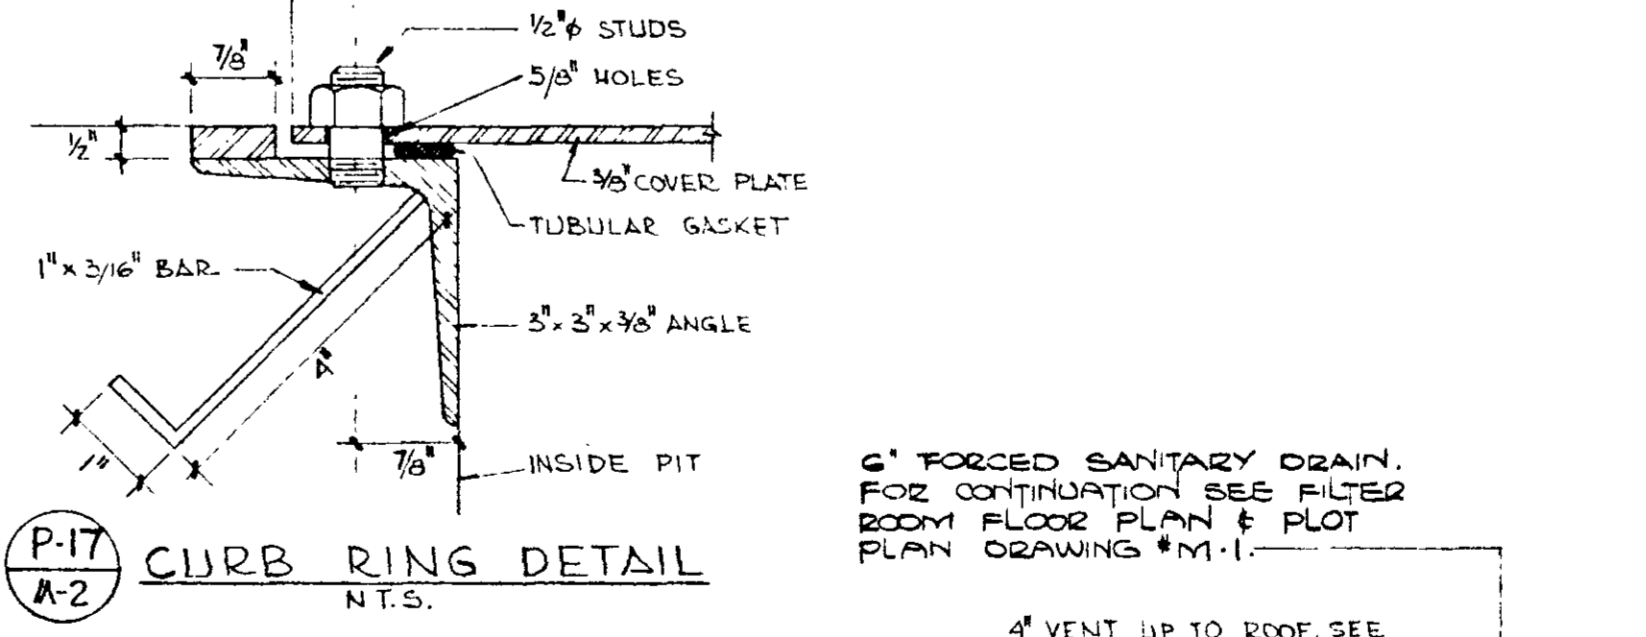 1/2"ϕ STUDS
7/8"
5/8" HOLES
1/2"
3/8" COVER PLATE
TUBULAR GASKET
1" x 3/16" BAR
3" x 3" x 3/8" ANGLE
4"
1"
7/8"
INSIDE PIT
P-17
M-2
CURB RING DETAIL
N.T.S.
6" FORCED SANITARY DRAIN.
FOR CONTINUATION SEE FILTER
ROOM FLOOR PLAN & PLOT
PLAN DRAWING #M-1.
4" VENT UP TO ROOF. SEE